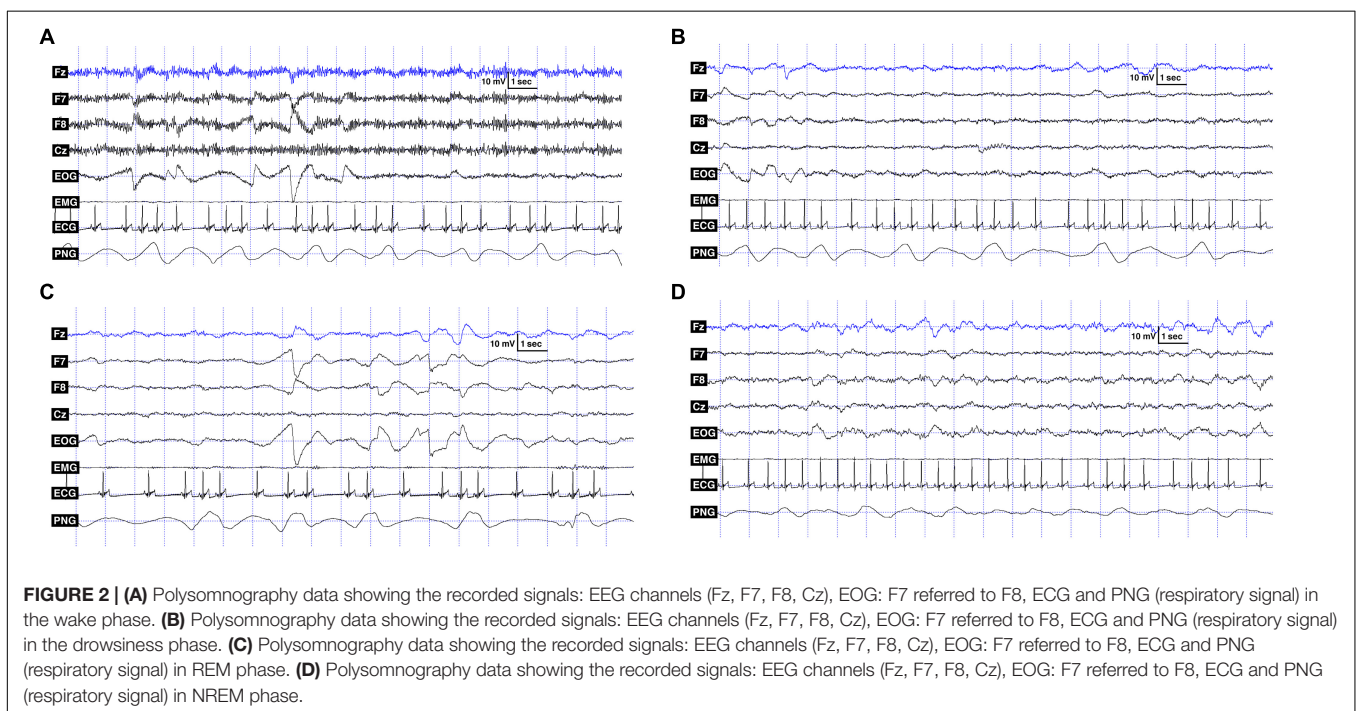 A
Fz
10 mV 1 sec
F7
F8
Cz
EOG
EMG
ECG
PNG
B
Fz
10 mV 1 sec
F7
F8
Cz
EOG
EMG
ECG
PNG
C
Fz
10 mV 1 sec
F7
F8
Cz
EOG
EMG
ECG
PNG
D
Fz
10 mV 1 sec
F7
F8
Cz
EOG
EMG
ECG
PNG
FIGURE 2 | (A) Polysomnography data showing the recorded signals: EEG channels (Fz, F7, F8, Cz), EOG: F7 referred to F8, ECG and PNG (respiratory signal) in
the wake phase. (B) Polysomnography data showing the recorded signals: EEG channels (Fz, F7, F8, Cz), EOG: F7 referred to F8, ECG and PNG (respiratory signal)
in the drowsiness phase. (C) Polysomnography data showing the recorded signals: EEG channels (Fz, F7, F8, Cz), EOG: F7 referred to F8, ECG and PNG
(respiratory signal) in REM phase. (D) Polysomnography data showing the recorded signals: EEG channels (Fz, F7, F8, Cz), EOG: F7 referred to F8, ECG and PNG
(respiratory signal) in NREM phase.